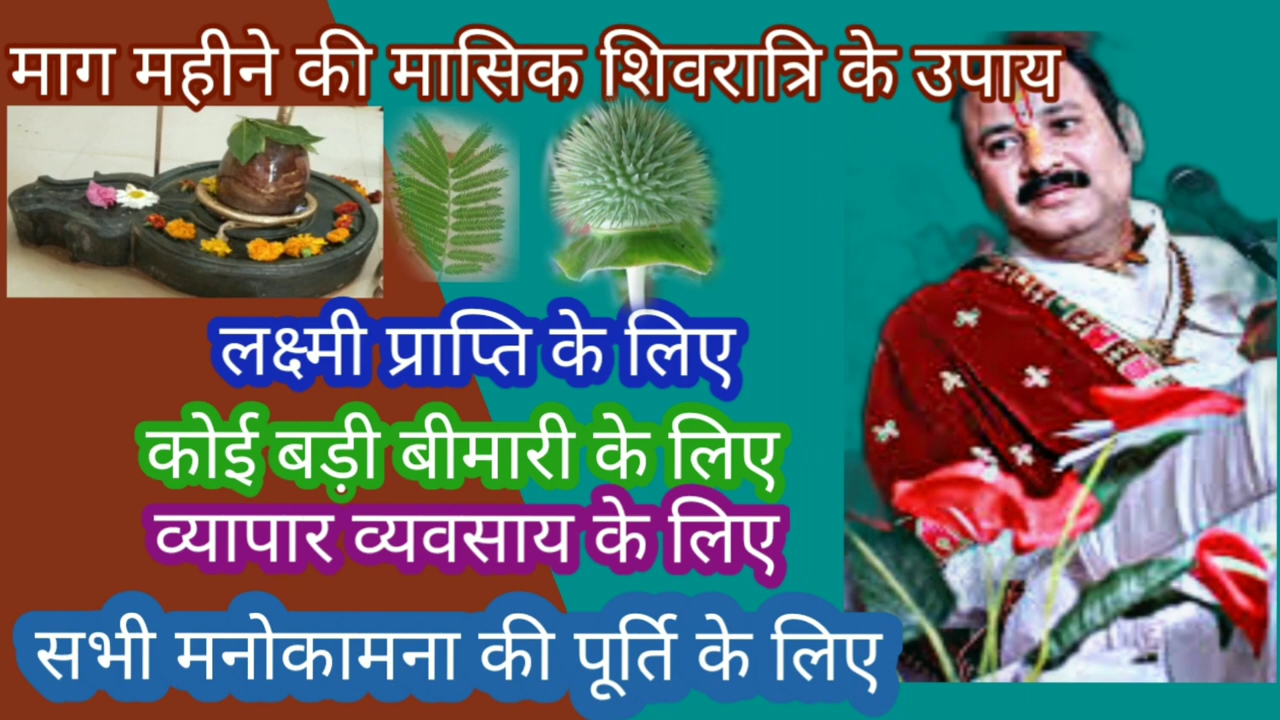 माग महीने की मासिक शिवरात्रि के उपाय
लक्ष्मी प्राप्ति के लिए
कोई बड़ी बीमारी के लिए
व्यापार व्यवसाय के लिए
सभी मनोकामना की पूर्ति के लिए